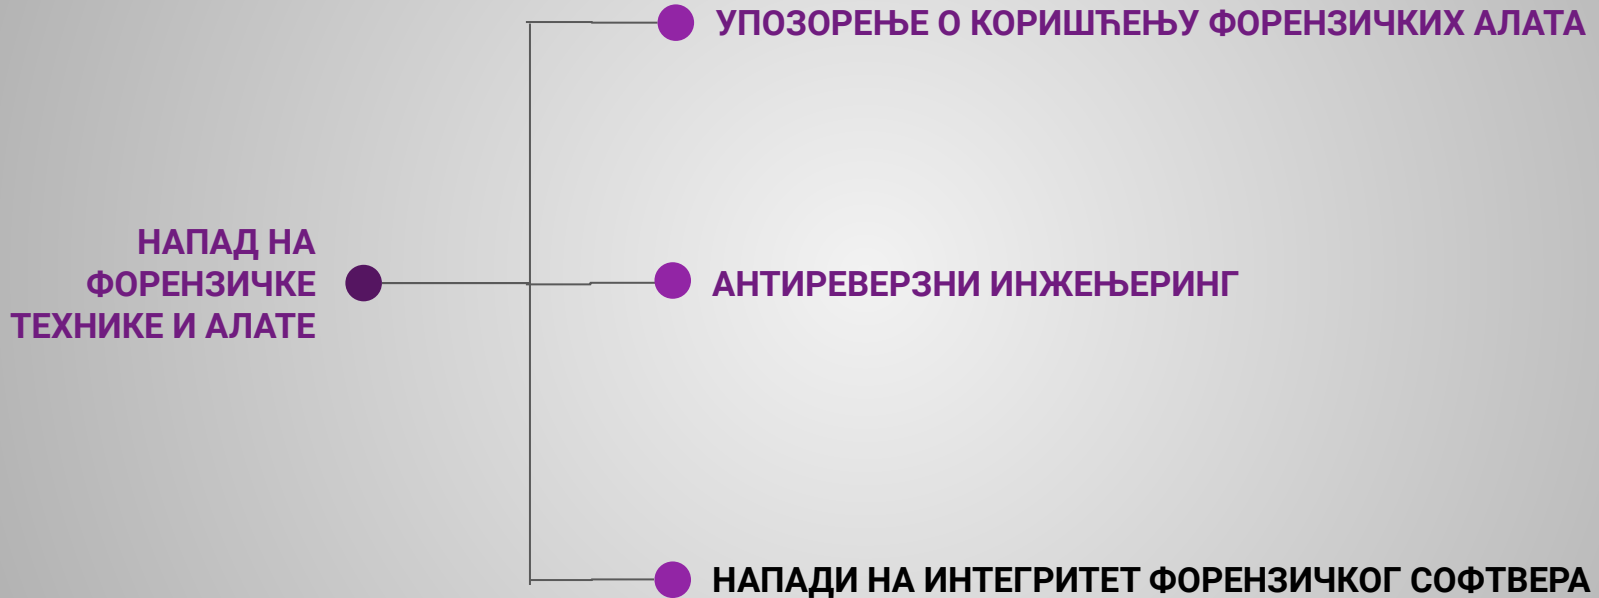 УПОЗОРЕЊЕ О КОРИШЋЕЊУ ФОРЕНЗИЧКИХ АЛАТА
НАПАД НА
ФОРЕНЗИЧКЕ
ТЕХНИКЕ И АЛАТЕ
АНТИРЕВЕРЗНИ ИНЖЕЊЕРИНГ
НАПАДИ НА ИНТЕГРИТЕТ ФОРЕНЗИЧКОГ СОФТВЕРА